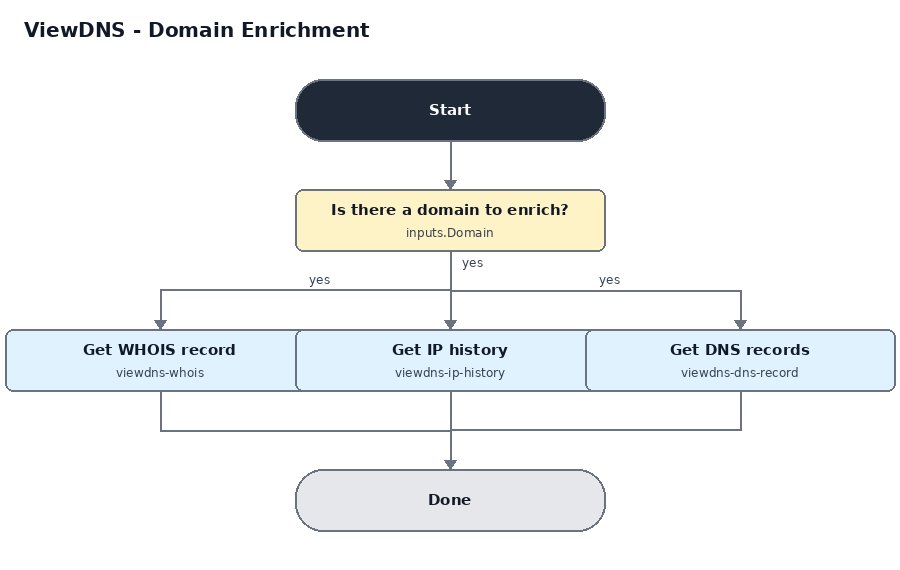 ViewDNS - Domain Enrichment
Start
Is there a domain to enrich?
inputs.Domain
yes
yes
yes
Get WHOIS record
viewdns-whois
Get IP history
viewdns-ip-history
Get DNS records
viewdns-dns-record
Done